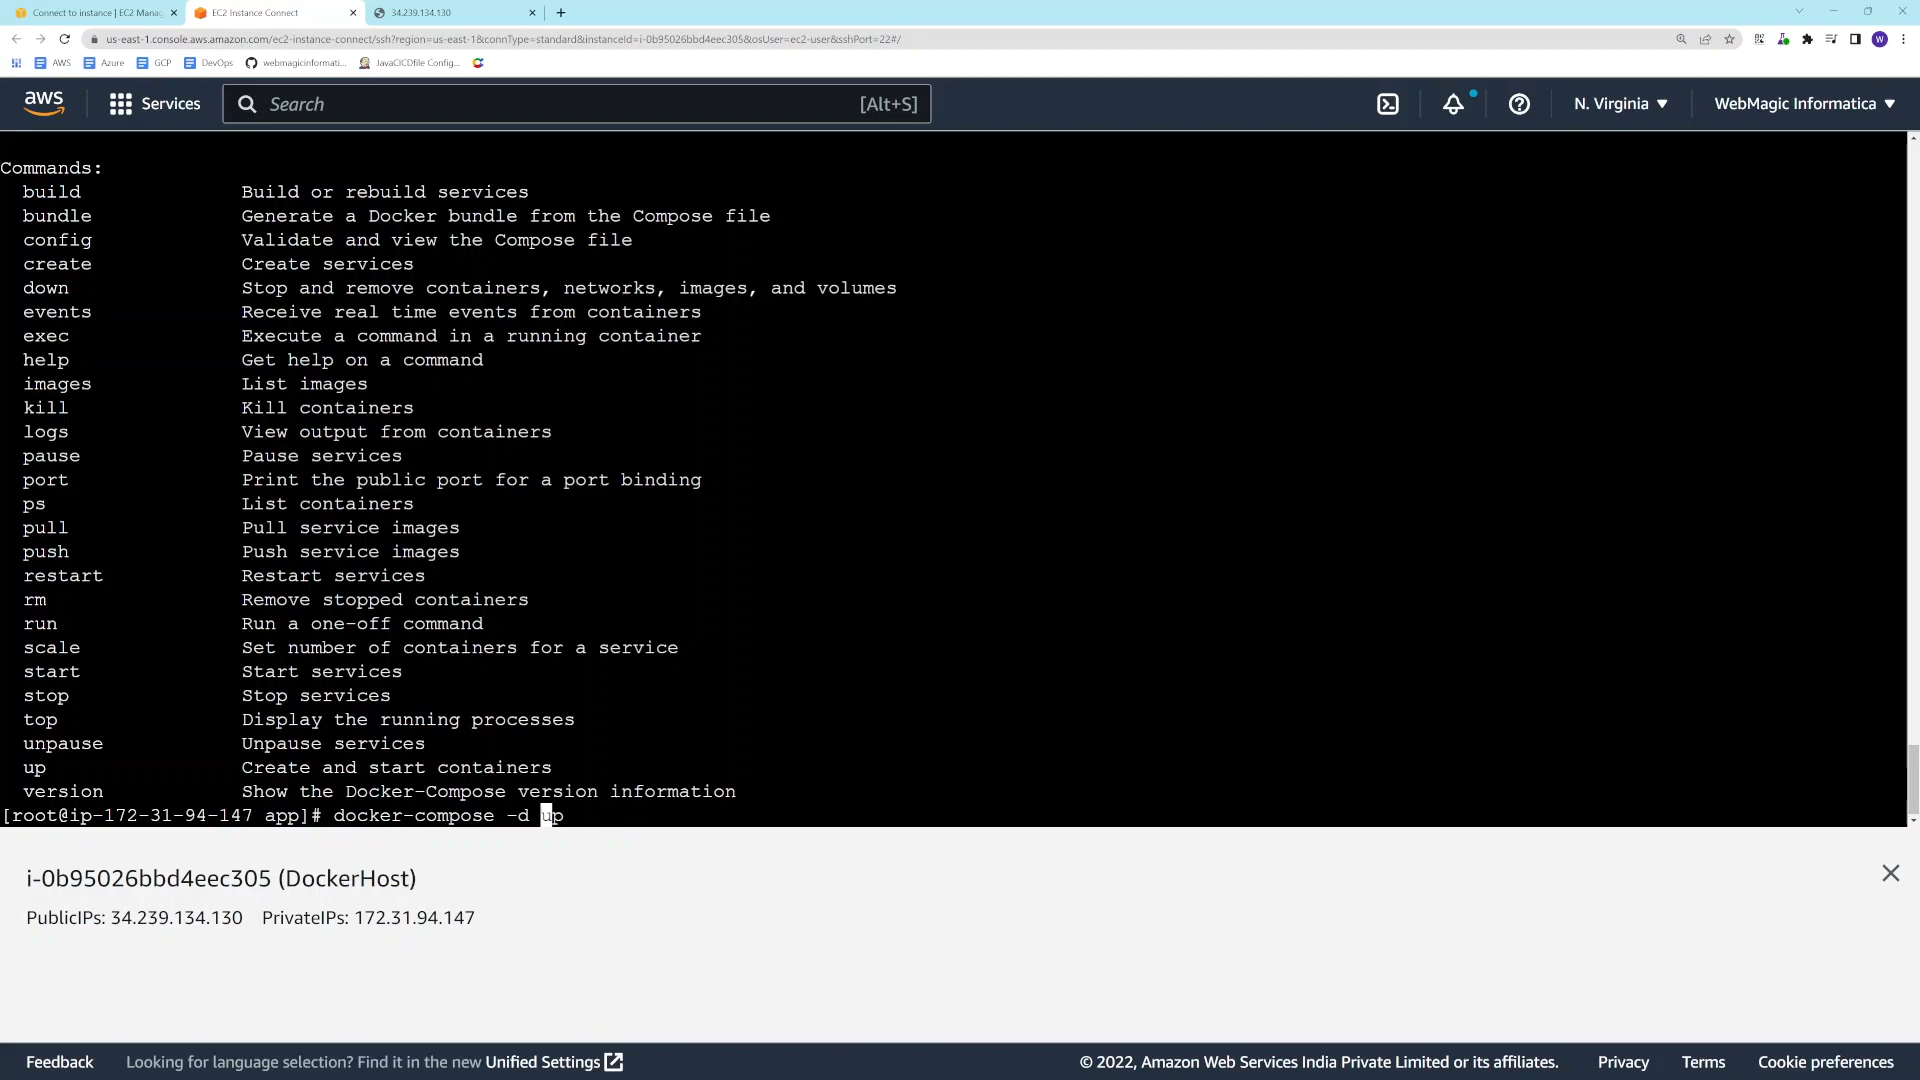 Connect to instance | EC2 Manag
EC2 Instance Connect
34.239.134.130
us-east-1.console.aws.amazon.com/ec2-instance-connect/ssh?region=us-east-1&connType=standard&instanceId=i-0b95026bbd4eec305&osUser=ec2-user&sshPort=22#/
W
AWS
Azure
GCP
DevOps
webmagicinformati...
JavaCICDfile Config...
aws
Services
Search
[Alt+S]
N. Virginia
WebMagic Informatica
Commands:
build Build or rebuild services
bundle Generate a Docker bundle from the Compose file
config Validate and view the Compose file
create Create services
down Stop and remove containers, networks, images, and volumes
events Receive real time events from containers
exec Execute a command in a running container
help Get help on a command
images List images
kill Kill containers
logs View output from containers
pause Pause services
port Print the public port for a port binding
ps List containers
pull Pull service images
push Push service images
restart Restart services
rm Remove stopped containers
run Run a one-off command
scale Set number of containers for a service
start Start services
stop Stop services
top Display the running processes
unpause Unpause services
up Create and start containers
version Show the Docker-Compose version information
[root@ip-172-31-94-147 app]# docker-compose -d up
i-0b95026bbd4eec305 (DockerHost)
PublicIPs: 34.239.134.130 PrivateIPs: 172.31.94.147
Feedback
Looking for language selection? Find it in the new Unified Settings
© 2022, Amazon Web Services India Private Limited or its affiliates.
Privacy
Terms
Cookie preferences